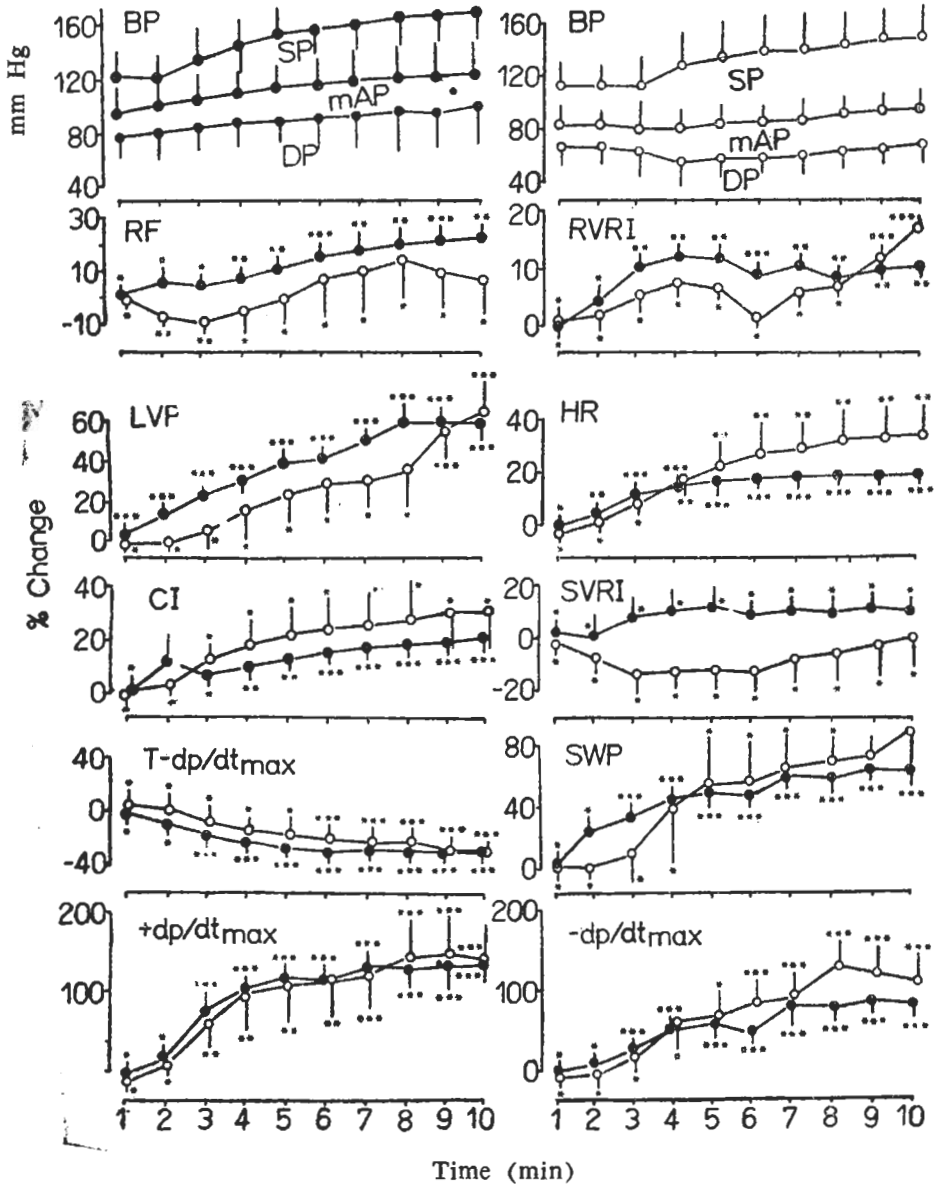 BP
160
120
80
40
SP
mAP
DP
mm Hg
BP
160
120
80
40
SP
mAP
DP
RF
30
10
-10
RVRI
20
10
0
% Change
LVP
60
40
20
0
HR
40
20
0
CI
40
20
0
SVRI
20
0
-20
T-dp/dtmax
40
0
-40
SWP
80
40
0
+dp/dtmax
200
100
-dp/dtmax
200
100
0
1 2 3 4 5 6 7 8 9 10
1 2 3 4 5 6 7 8 9 10
Time (min)